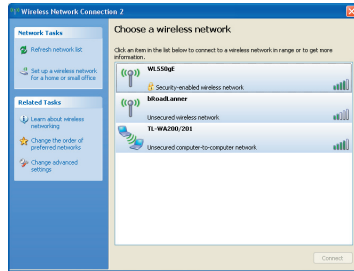 Wireless Network Connection 2
Network Tasks
Refresh network list
Set up a wireless network
for a home or small office
Related Tasks
Learn about wireless
networking
Change the order of
preferred networks
Change advanced
settings
Choose a wireless network
Click an item in the list below to connect to a wireless network in range or to get more
information.
WL550gE
Security-enabled wireless network
bRoadLanner
Unsecured wireless network
TL-WA200/201
Unsecured computer-to-computer network
Connect